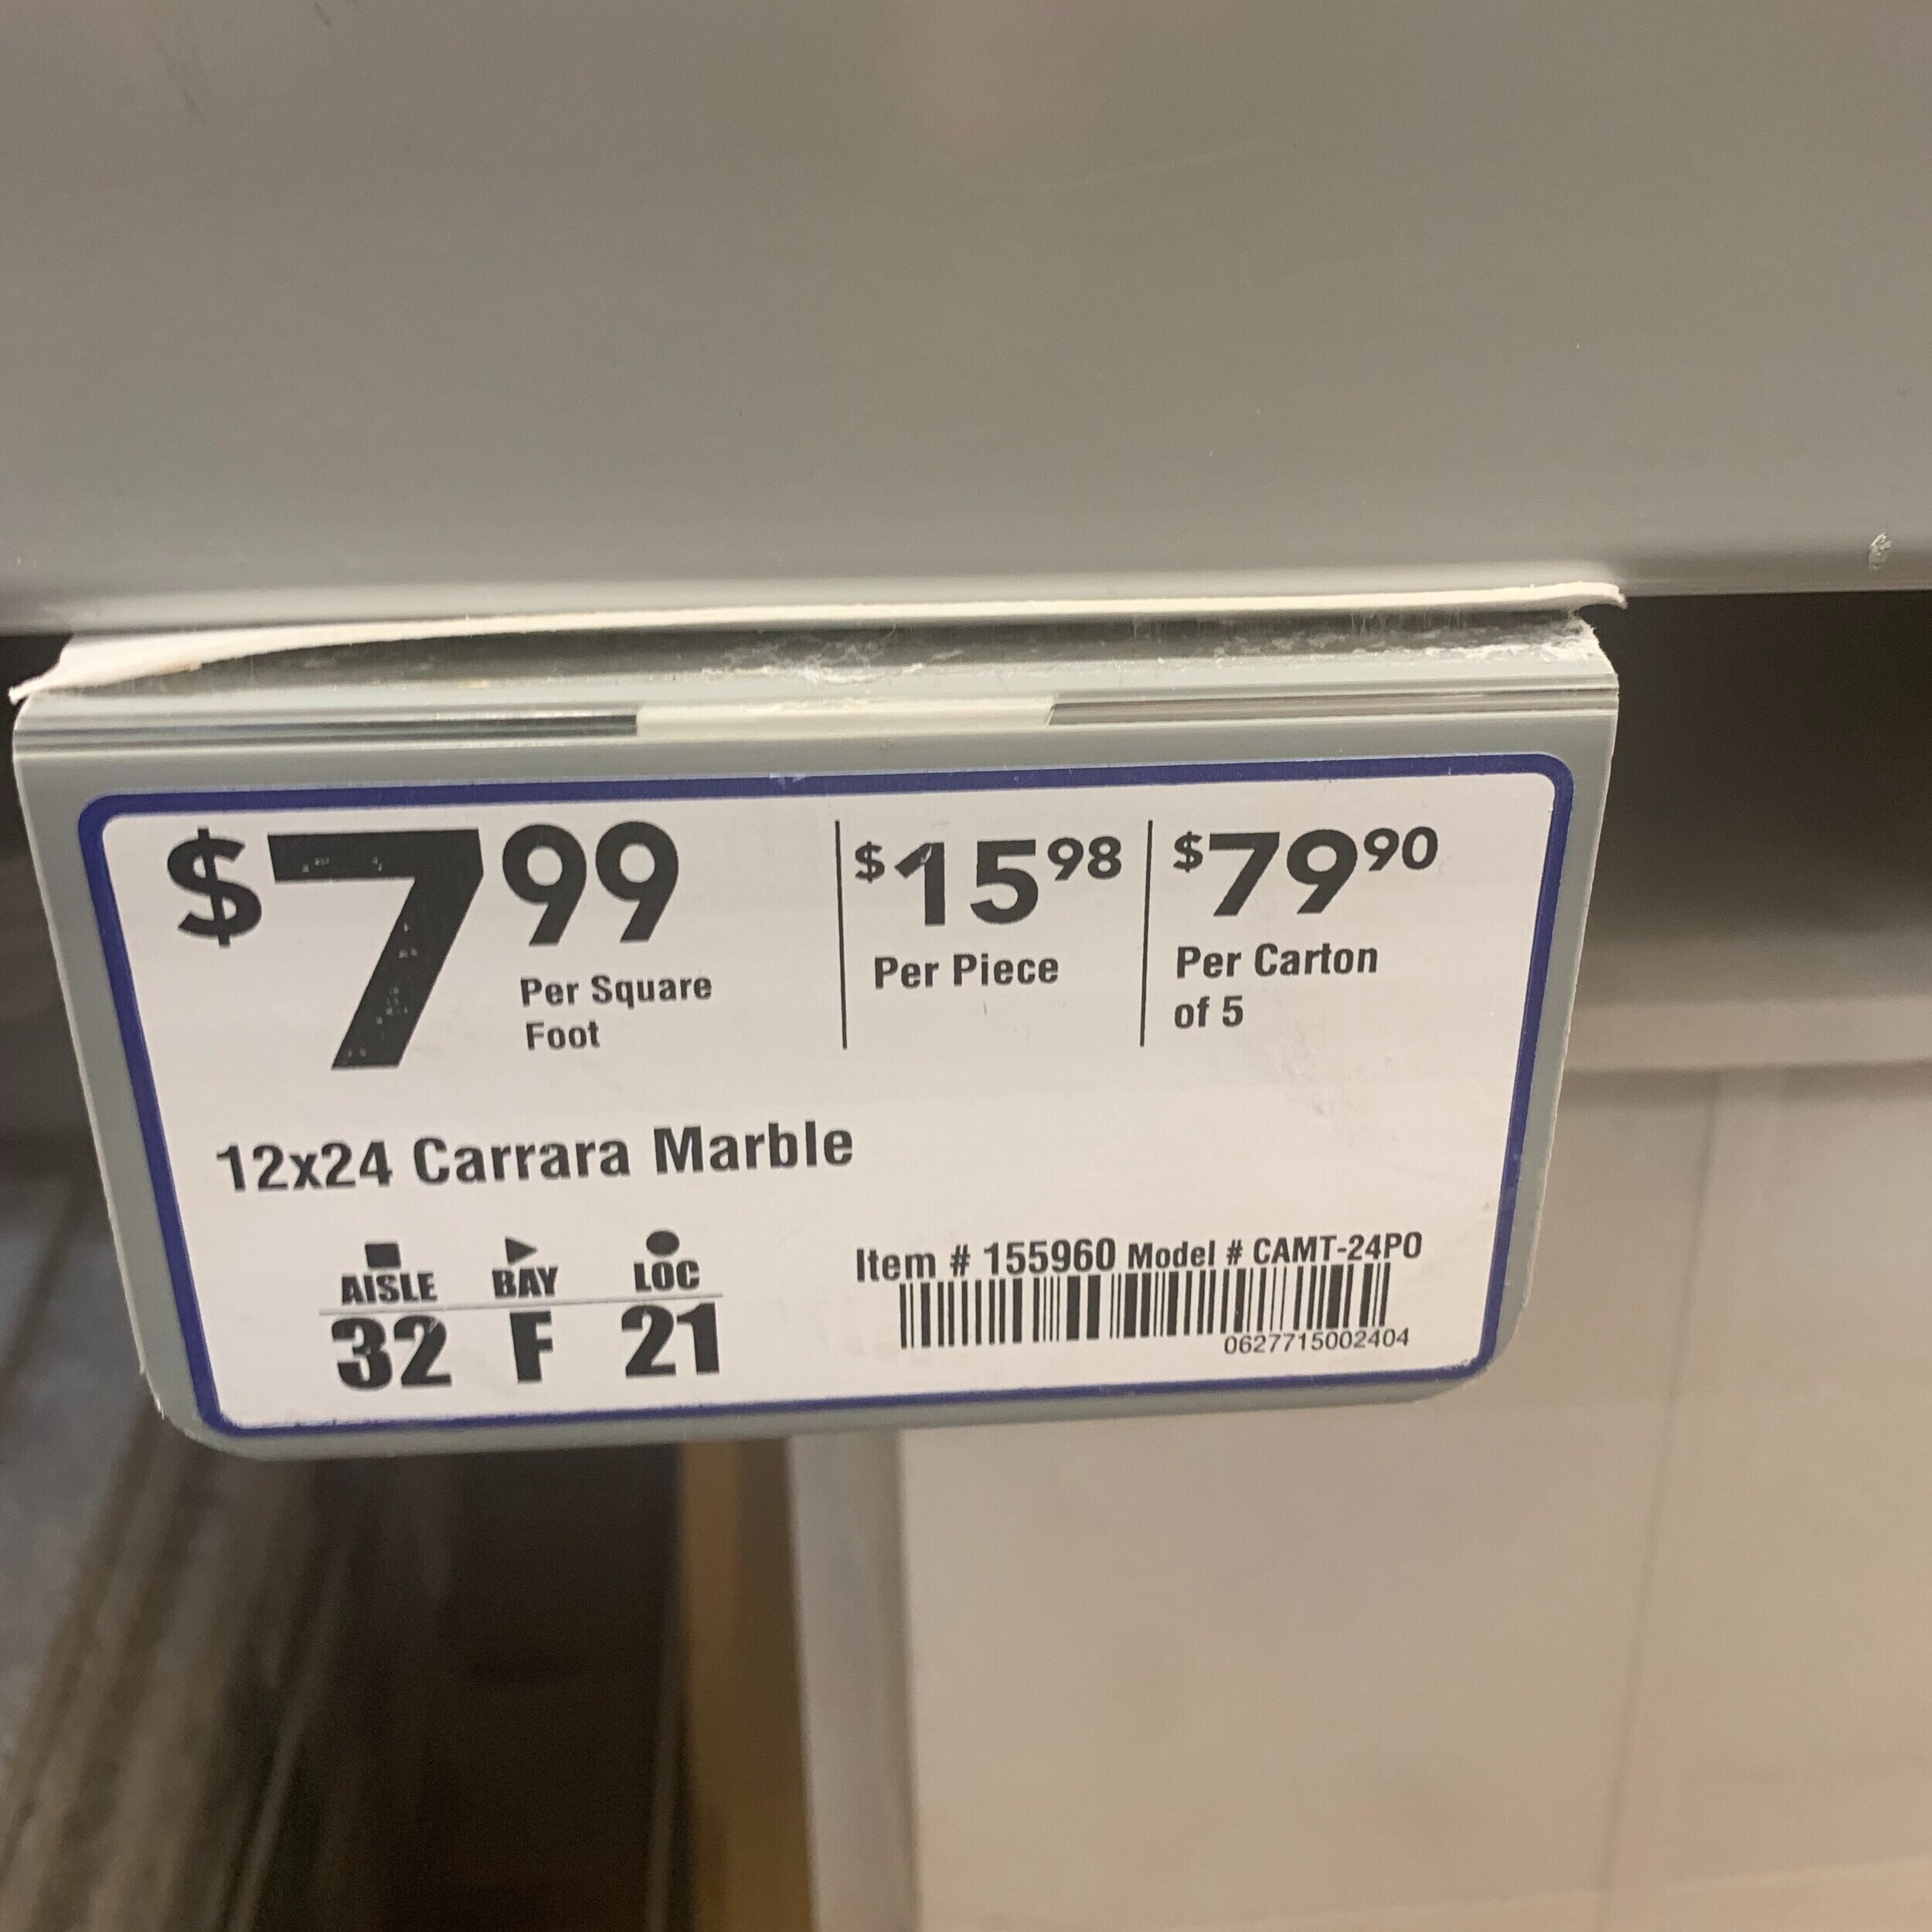 $7.99
Per Square
Foot
$15.98
Per Piece
$79.90
Per Carton
of 5
12x24 Carrara Marble
AISLE BAY LOC
32 F 21
Item # 155960 Model # CAMT-24PO
0627715002404